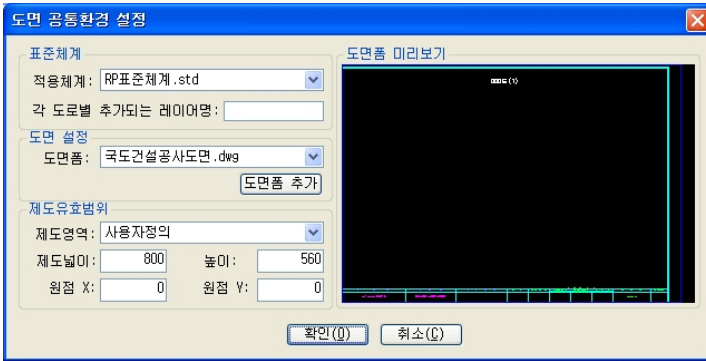 도면 공통환경 설정
표준체계
적용체계: RP표준체계.std
각 도로별 추가되는 레이어명:
도면 설정
도면폼: 국도건설공사도면.dwg
도면폼 추가
제도유효범위
제도영역: 사용자정의
제도넓이: 800 높이: 560
원점 X: 0 원점 Y: 0
도면폼 미리보기
확인(O) 취소(C)